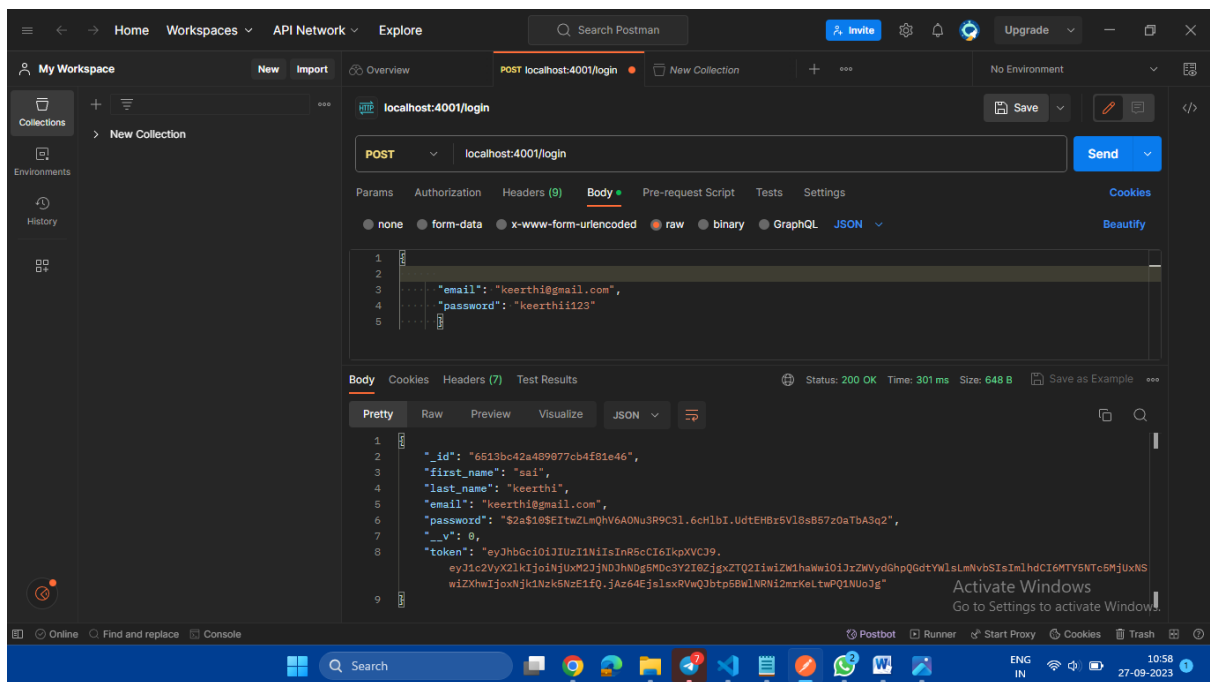 Home Workspaces API Network Explore Search Postman Invite Upgrade
My Workspace New Import Overview POST localhost:4001/login New Collection No Environment
Collections
New Collection
HTTP localhost:4001/login Save
Environments
POST localhost:4001/login Send
History
Params Authorization Headers (9) Body Pre-request Script Tests Settings Cookies
none form-data x-www-form-urlencoded raw binary GraphQL JSON Beautify
1 {
2
3 "email": "keerthi@gmail.com",
4 "password": "keerthii123"
5 }
Body Cookies Headers (7) Test Results Status: 200 OK Time: 301 ms Size: 648 B Save as Example
Pretty Raw Preview Visualize JSON
1 {
2 "_id": "6513bc42a489077cb4f81e46",
3 "first_name": "sai",
4 "last_name": "keerthi",
5 "email": "keerthi@gmail.com",
6 "password": "$2a$10$EItwZLmQhV6AONu3R9C3l.6cHlbI.UdtEHBr5Vl8sB57zOaTbA3q2",
7 "__v": 0,
8 "token": "eyJhbGciOiJIUzI1NiIsInR5cCI6IkpXVCJ9.
eyJ1c2VyX2lkIjoiNjUxM2JjNDJhNDg5MDc3Y2I0ZjgxZTQ2IiwiZW1haWwiOiJrZWVydGhpQGdtYWlsLmNvbSIsImlhdCI6MTY5NTc5MjUxNS
wiZXhwIjoxNjk1Nzk5NzE1fQ.jAz64EjslsxRVwQJbtp5BWlNRNi2mrKeLtwPQ1NUoJg"
9 }
Activate Windows
Go to Settings to activate Windows.
Online Find and replace Console Postbot Runner Start Proxy Cookies Trash
Search ENG IN 10:58 27-09-2023